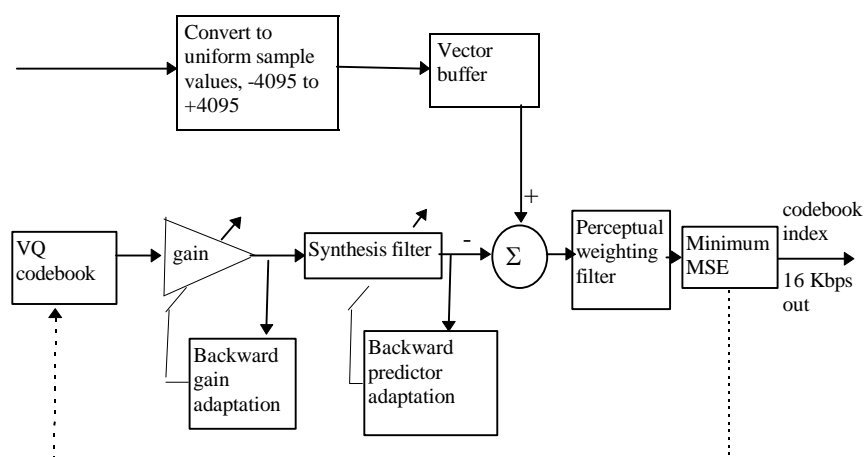 Convert to
uniform sample
values, -4095 to
+4095
Vector
buffer
+
-
VQ
codebook
gain
Synthesis filter
Σ
Perceptual
weighting
filter
Minimum
MSE
codebook
index
16 Kbps
out
Backward
gain
adaptation
Backward
predictor
adaptation